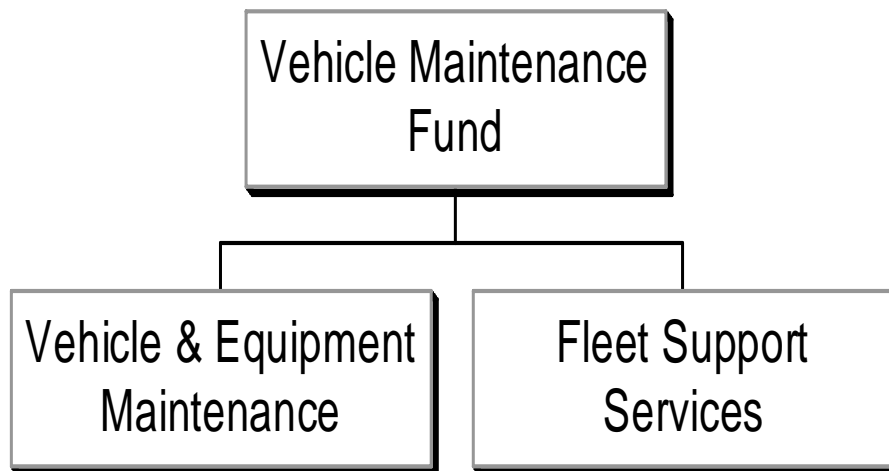 Vehicle Maintenance
Fund
Vehicle & Equipment
Maintenance
Fleet Support
Services